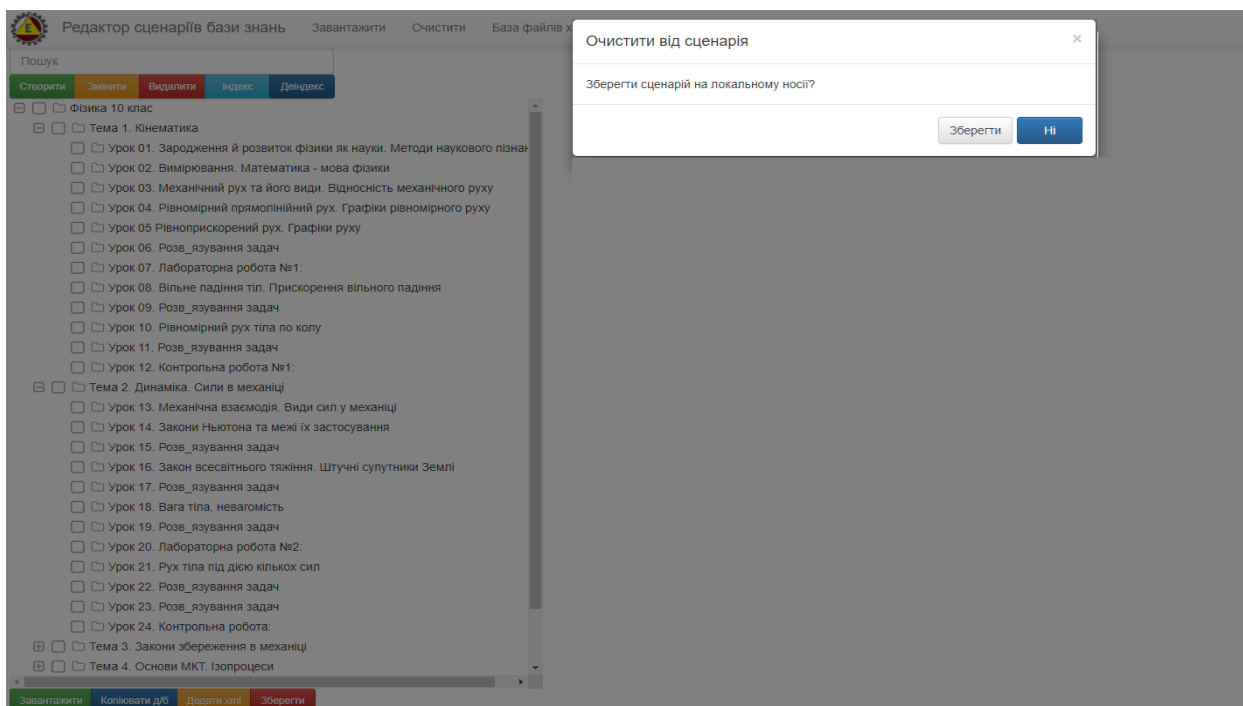 Редактор сценаріїв бази знань Завантажити Очистити База файлів х
Очистити від сценарія ×
Зберегти сценарій на локальному носії?
Зберегти Ні
Пошук
Створити Змінити Видалити Індекс Деіндекс
Фізика 10 клас
Тема 1. Кінематика
Урок 01. Зародження й розвиток фізики як науки. Методи наукового пізнан
Урок 02. Вимірювання. Математика - мова фізики
Урок 03. Механічний рух та його види. Відносність механічного руху
Урок 04. Рівномірний прямолінійний рух. Графіки рівномірного руху
Урок 05 Рівноприскорений рух. Графіки руху
Урок 06. Розв_язування задач
Урок 07. Лабораторна робота №1:
Урок 08. Вільне падіння тіл. Прискорення вільного падіння
Урок 09. Розв_язування задач
Урок 10. Рівномірний рух тіла по колу
Урок 11. Розв_язування задач
Урок 12. Контрольна робота №1:
Тема 2. Динаміка. Сили в механіці
Урок 13. Механічна взаємодія. Види сил у механіці
Урок 14. Закони Ньютона та межі їх застосування
Урок 15. Розв_язування задач
Урок 16. Закон всесвітнього тяжіння. Штучні супутники Землі
Урок 17. Розв_язування задач
Урок 18. Вага тіла, невагомість
Урок 19. Розв_язування задач
Урок 20. Лабораторна робота №2:
Урок 21. Рух тіла під дією кількох сил
Урок 22. Розв_язування задач
Урок 23. Розв_язування задач
Урок 24. Контрольна робота:
Тема 3. Закони збереження в механіці
Тема 4. Основи МКТ. Ізопроцеси
Завантажити Копіювати д/б Додати xml Зберегти